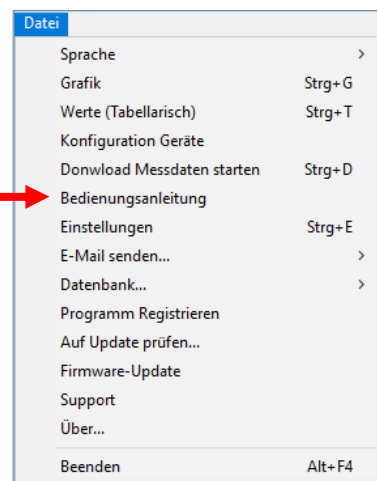 Datei
Sprache >
Grafik Strg+G
Werte (Tabellarisch) Strg+T
Konfiguration Geräte
Donwload Messdaten starten Strg+D
Bedienungsanleitung
Einstellungen Strg+E
E-Mail senden... >
Datenbank... >
Programm Registrieren
Auf Update prüfen...
Firmware-Update
Support
Über...
Beenden Alt+F4